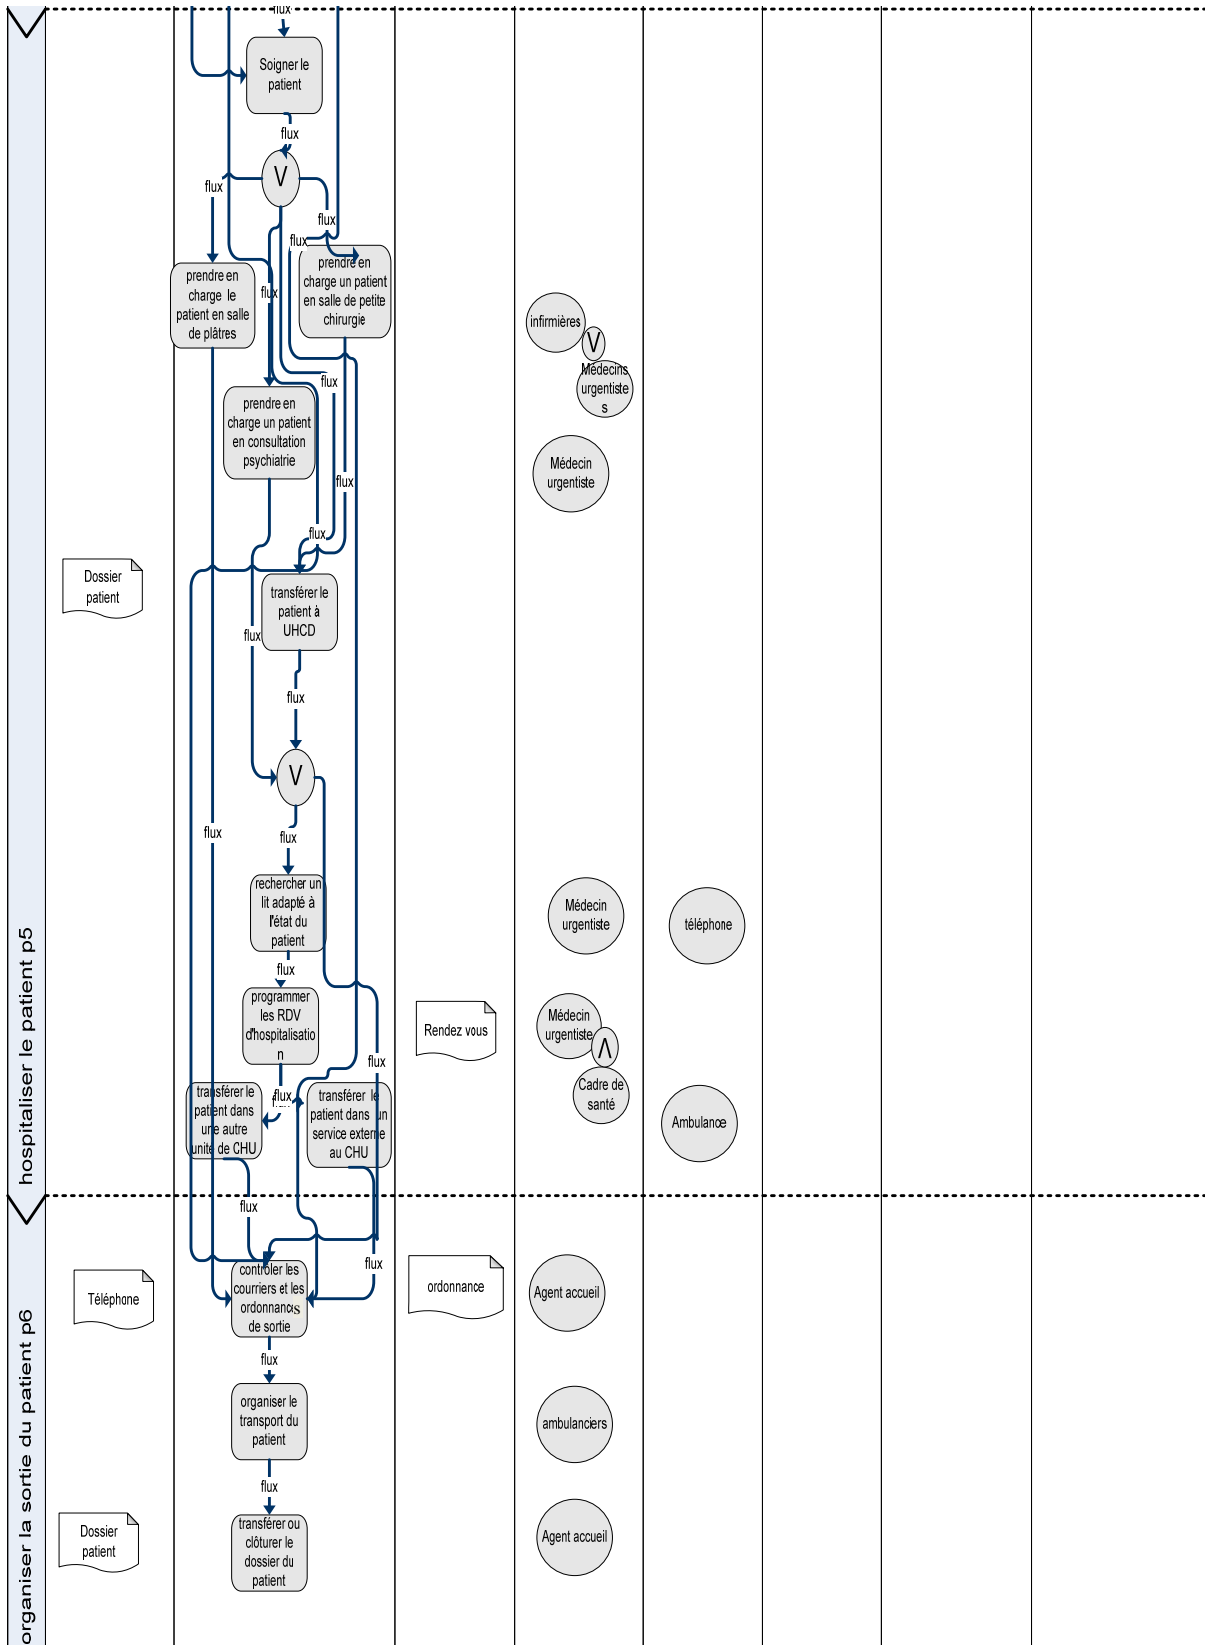 flux
Soigner le
patient
flux
V
flux
flux
flux
prendre en
charge le
patient en salle
de plâtres
flux
prendre en
charge un patient
en salle de petite
chirurgie
infirmières
V
Médecins
urgentiste
s
flux
prendre en
charge un patient
en consultation
psychiatrie
Médecin
urgentiste
flux
flux
Dossier
patient
transférer le
patient à
UHCD
flux
flux
V
flux
flux
rechercher un
lit adapté à
l'état du
patient
Médecin
urgentiste
téléphone
flux
programmer
les RDV
d'hospitalisatio
n
Rendez vous
Médecin
urgentiste
Λ
Cadre de
santé
flux
flux
flux
transférer le
patient dans
une autre
unité de CHU
transférer le
patient dans un
service externe
au CHU
Ambulance
hospitaliser le patient p5
flux
flux
Téléphone
controler les
courriers et les
ordonnances
de sortie
ordonnance
Agent accueil
flux
organiser le
transport du
patient
ambulanciers
flux
Dossier
patient
transférer ou
clôturer le
dossier du
patient
Agent accueil
organiser la sortie du patient p6